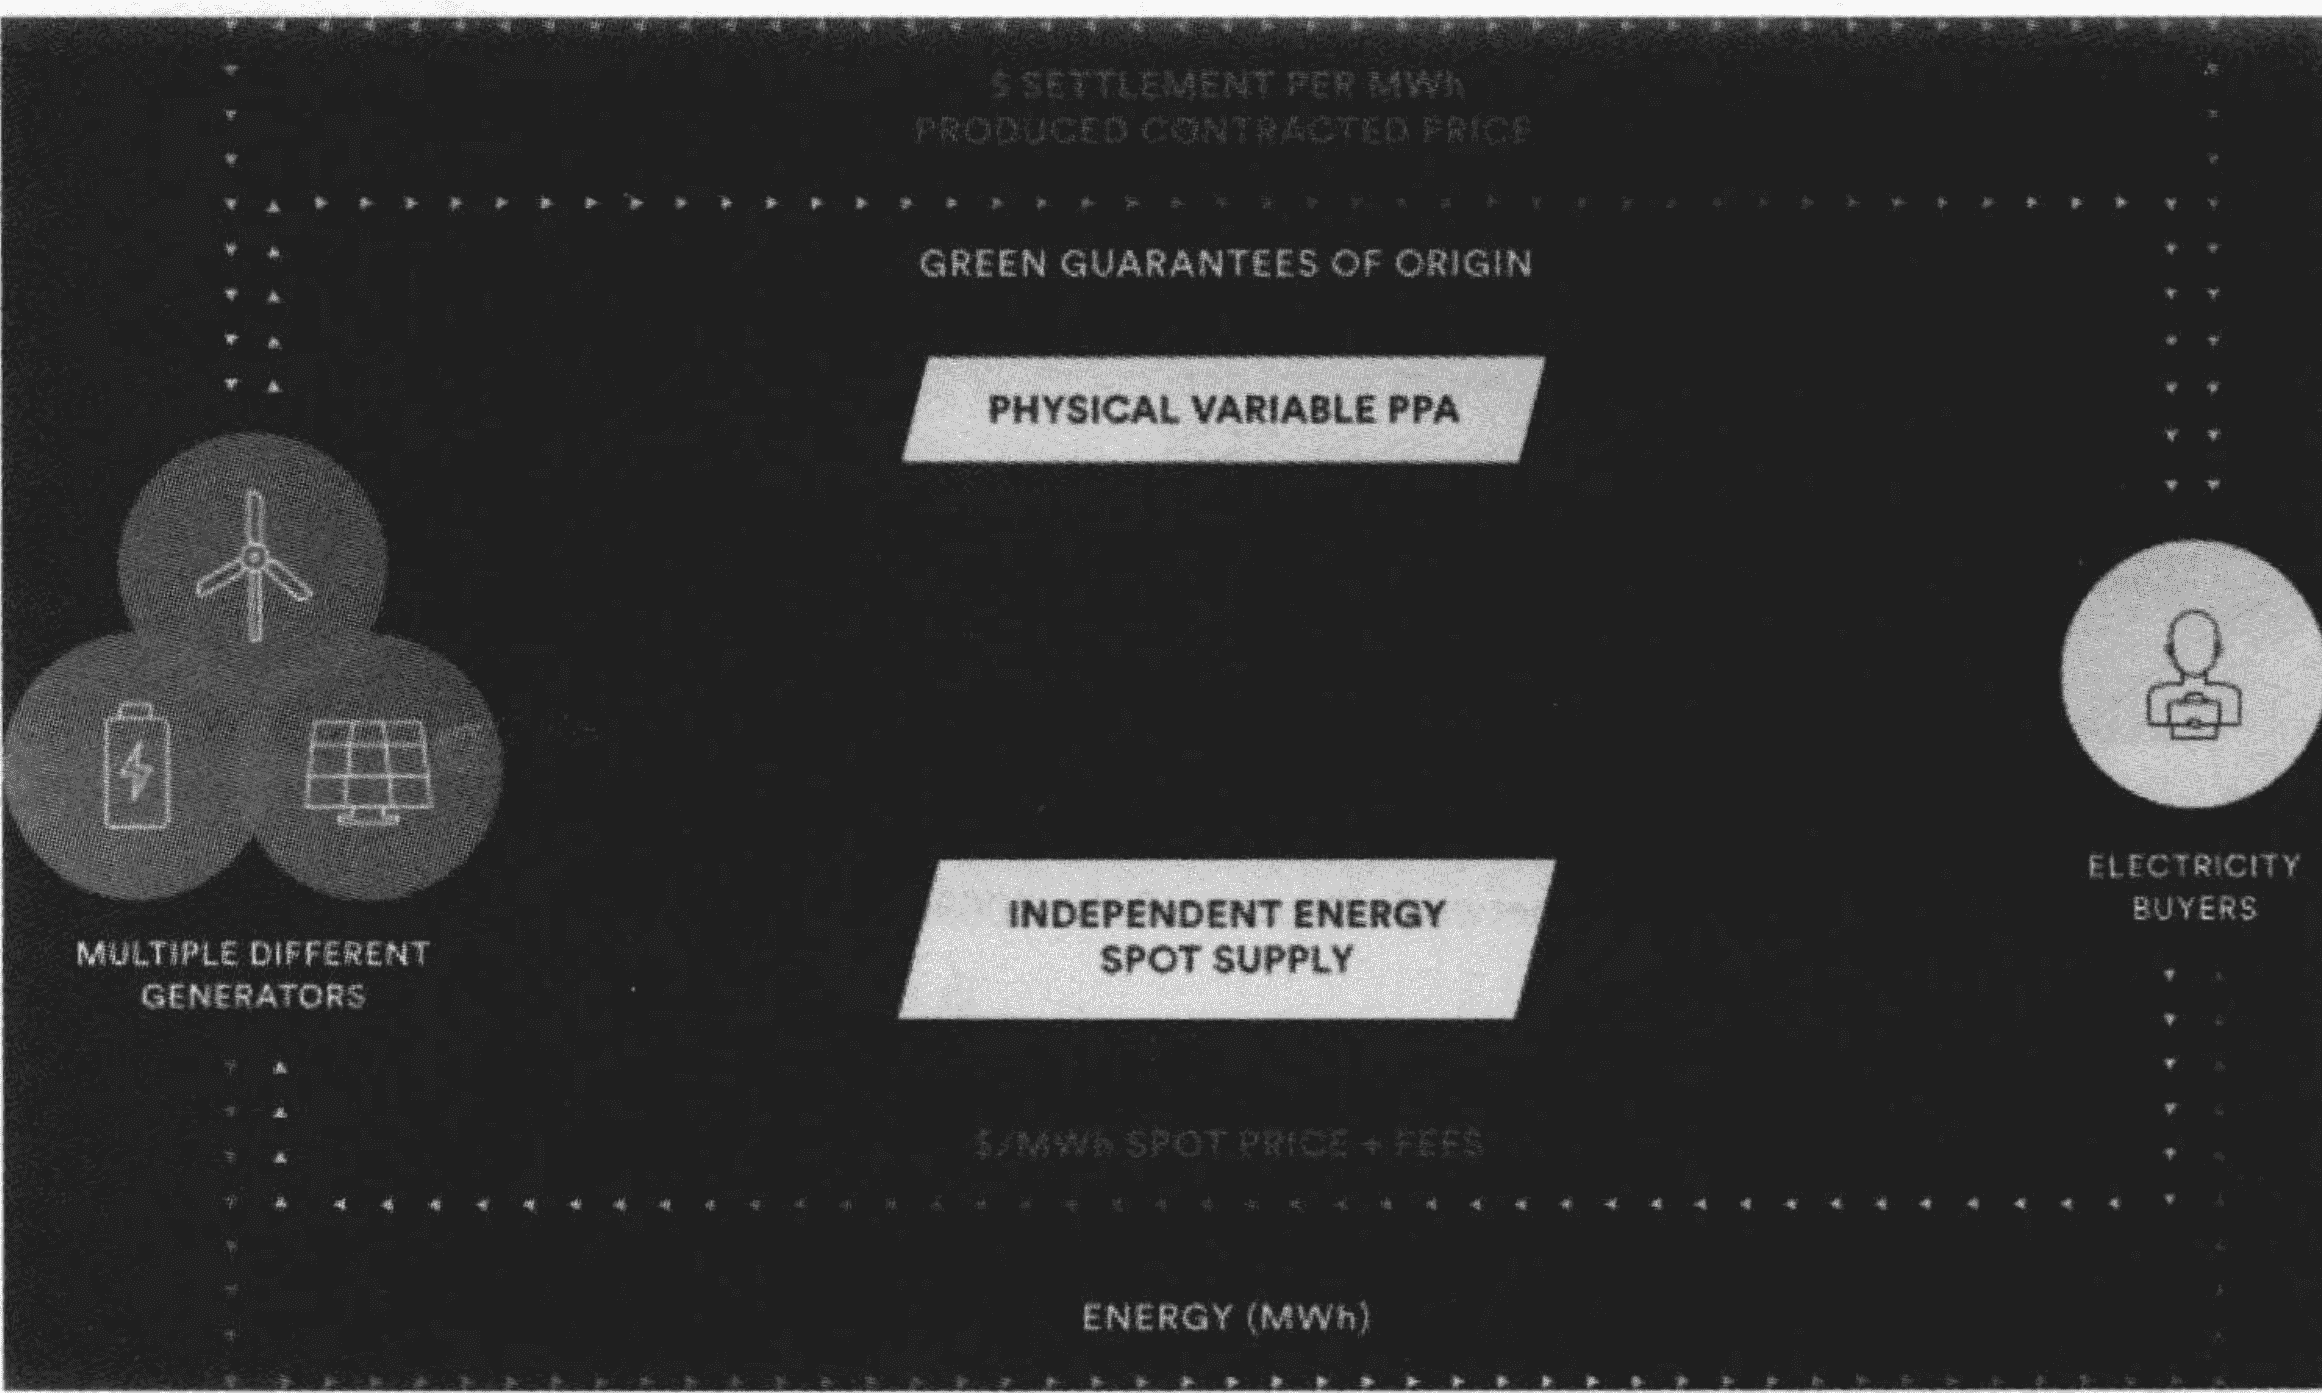 $ SETTLEMENT PER MWh
PRODUCED CONTRACTED PRICE
GREEN GUARANTEES OF ORIGIN
PHYSICAL VARIABLE PPA
INDEPENDENT ENERGY
SPOT SUPPLY
ELECTRICITY
BUYERS
MULTIPLE DIFFERENT
GENERATORS
$/MWh SPOT PRICE + FEES
ENERGY (MWh)